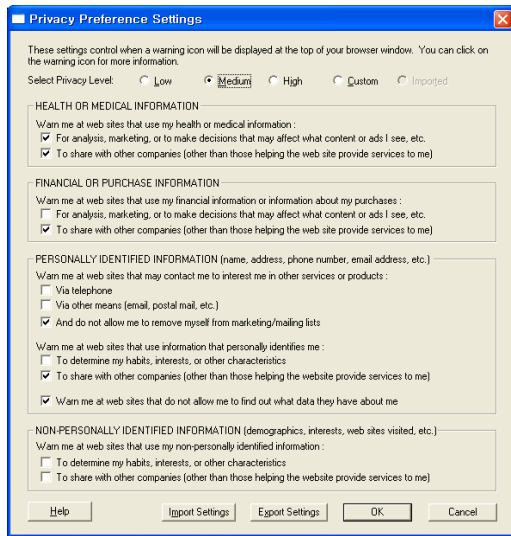 Privacy Preference Settings
These settings control when a warning icon will be displayed at the top of your browser window. You can click on
the warning icon for more information.
Select Privacy Level: Low Medium High Custom Imported
HEALTH OR MEDICAL INFORMATION
Warn me at web sites that use my health or medical information :
For analysis, marketing, or to make decisions that may affect what content or ads I see, etc.
To share with other companies (other than those helping the web site provide services to me)
FINANCIAL OR PURCHASE INFORMATION
Warn me at web sites that use my financial information or information about my purchases :
For analysis, marketing, or to make decisions that may affect what content or ads I see, etc.
To share with other companies (other than those helping the web site provide services to me)
PERSONALLY IDENTIFIED INFORMATION (name, address, phone number, email address, etc.)
Warn me at web sites that may contact me to interest me in other services or products :
Via telephone
Via other means (email, postal mail, etc.)
And do not allow me to remove myself from marketing/mailing lists
Warn me at web sites that use information that personally identifies me :
To determine my habits, interests, or other characteristics
To share with other companies (other than those helping the website provide services to me)
Warn me at web sites that do not allow me to find out what data they have about me
NON-PERSONALLY IDENTIFIED INFORMATION (demographics, interests, web sites visited, etc.)
Warn me at web sites that use my non-personally identified information :
To determine my habits, interests, or other characteristics
To share with other companies (other than those helping the website provide services to me)
Help Import Settings Export Settings OK Cancel